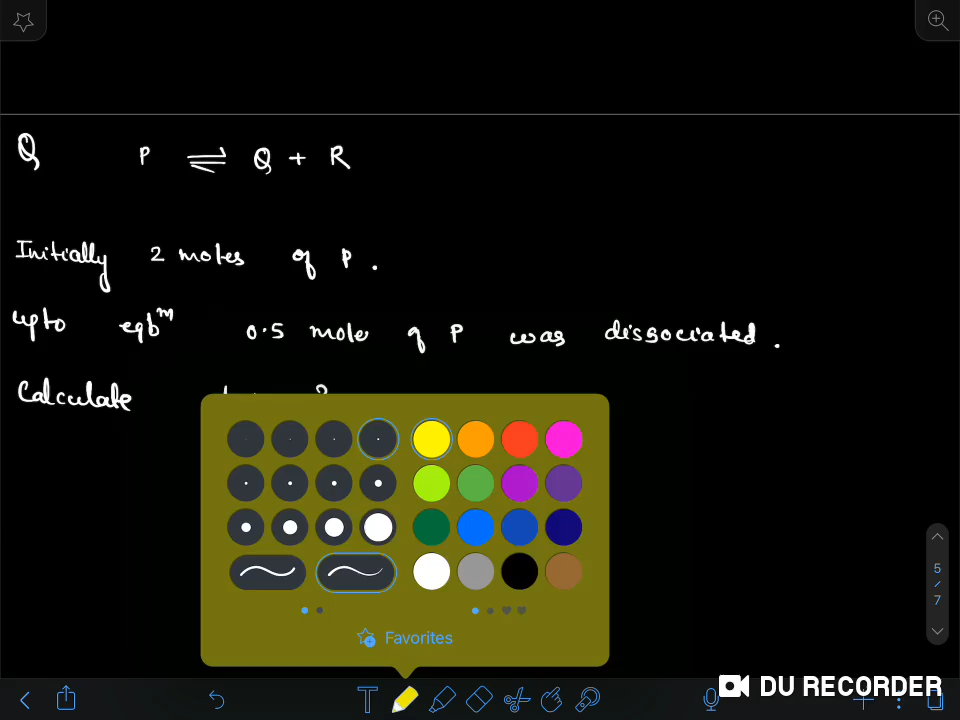 Q P ⇌ Q + R
Initially 2 moles of P.
upto eqbᵐ 0.5 mole of P was dissociated.
Calculate
Favorites
5
7
T
DU RECORDER